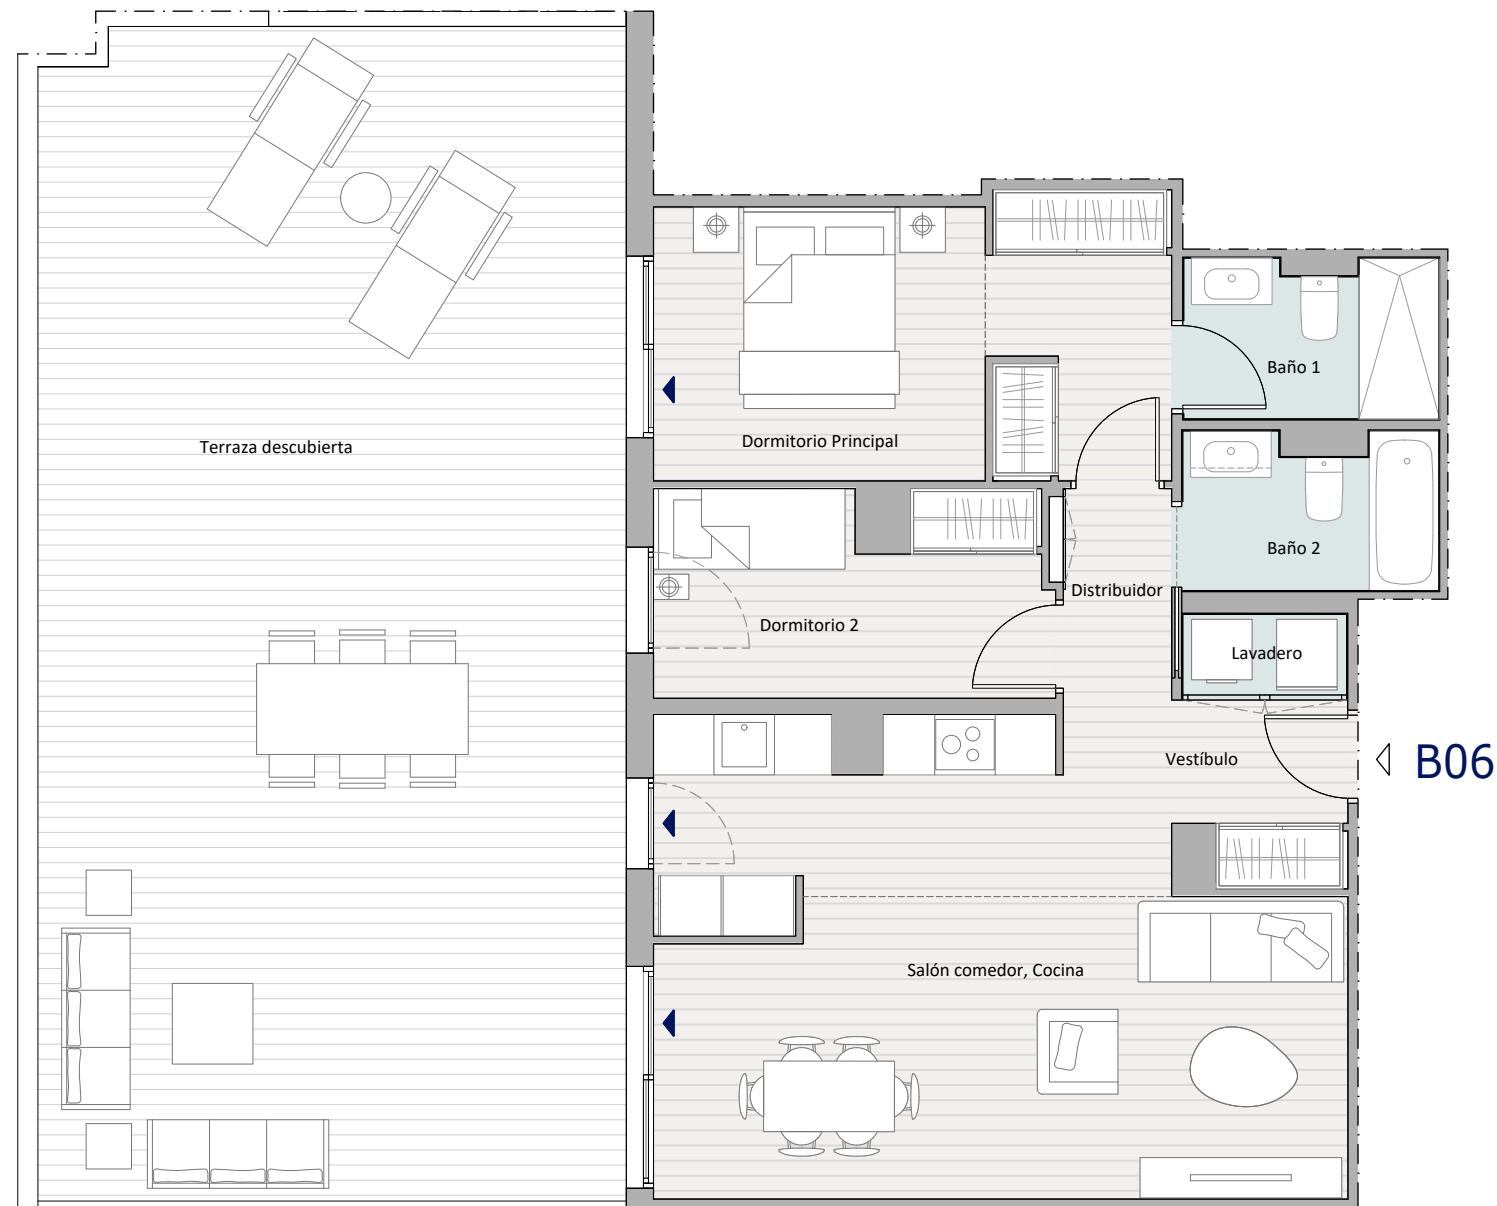 Baño 1
Dormitorio Principal
Terraza descubierta
Baño 2
Distribuidor
Dormitorio 2
Lavadero
Vestíbulo
B06
Salón comedor, Cocina